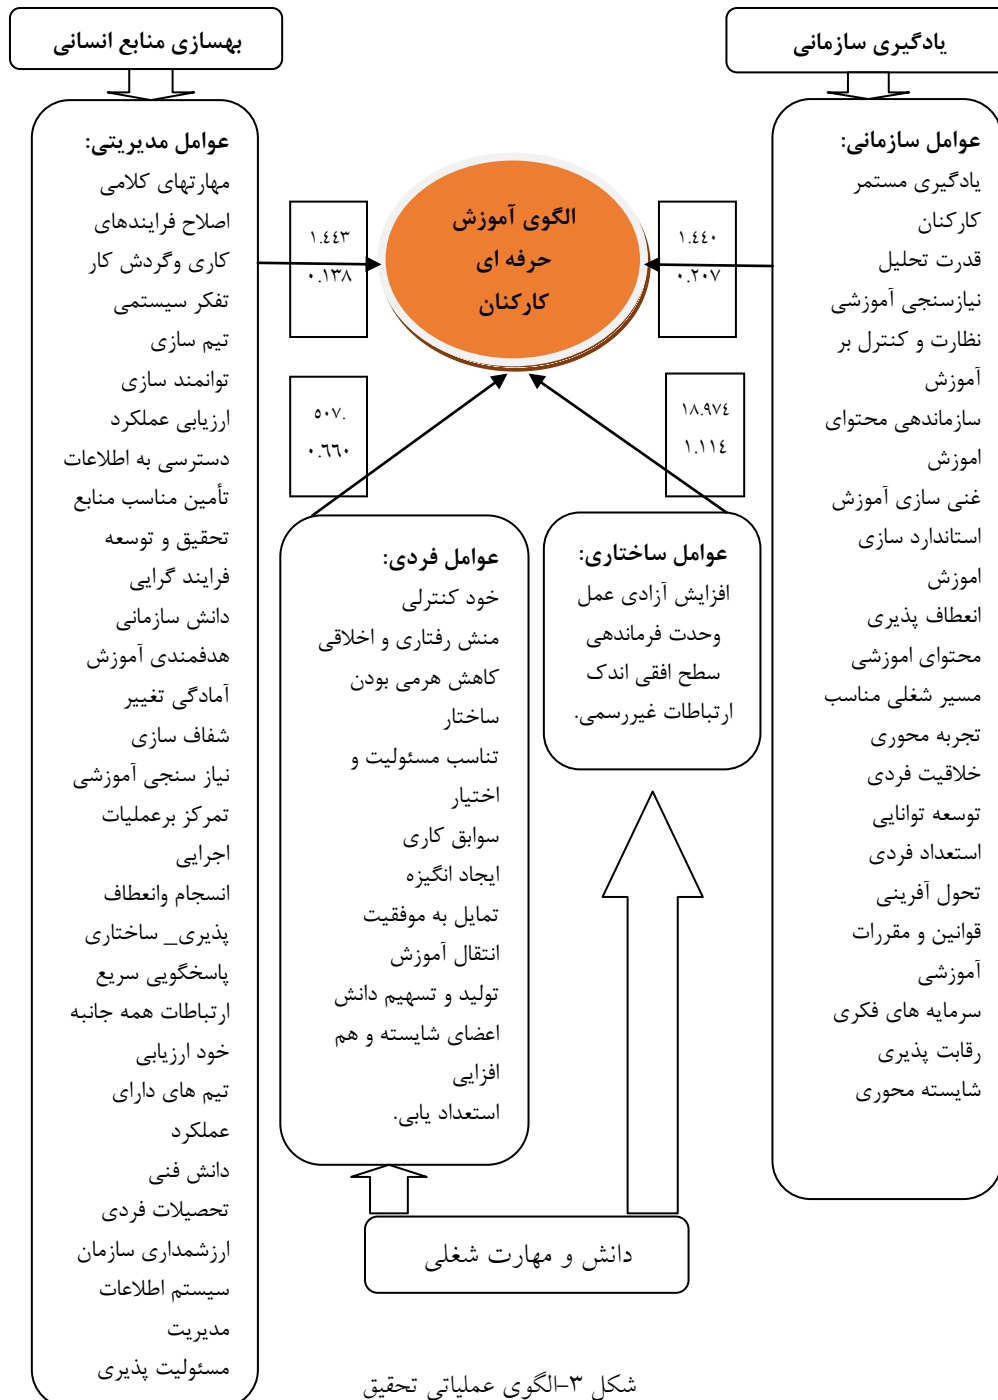 یادگیری سازمانی
بهسازی منابع انسانی
عوامل سازمانی:
یادگیری مستمر
کارکنان
قدرت تحلیل
نیازسنجی آموزشی
نظارت و کنترل بر
آموزش
سازماندهی محتوای
اموزش
غنی سازی آموزش
استاندارد سازی
اموزش
انعطاف پذیری
محتوای اموزشی
مسیر شغلی مناسب
تجربه محوری
خلاقیت فردی
توسعه توانایی
استعداد فردی
تحول آفرینی
قوانین و مقررات
آموزشی
سرمایه های فکری
رقابت پذیری
شایسته محوری
۱.٤٤۰
۰.۲۰۷
الگوی آموزش
حرفه ای
کارکنان
۱.٤٤۳
۰.۱۳۸
۱۸.۹۷٤
۱.۱۱٤
۵۰۷.
۰.٦٦۰
عوامل ساختاری:
افزایش آزادی عمل
وحدت فرماندهی
سطح افقی اندک
ارتباطات غیررسمی.
عوامل فردی:
خود کنترلی
منش رفتاری و اخلاقی
کاهش هرمی بودن
ساختار
تناسب مسئولیت و
اختیار
سوابق کاری
ایجاد انگیزه
تمایل به موفقیت
انتقال آموزش
تولید و تسهیم دانش
اعضای شایسته و هم
افزایی
استعداد یابی.
عوامل مدیریتی:
مهارتهای کلامی
اصلاح فرایندهای
کاری وگردش کار
تفکر سیستمی
تیم سازی
توانمند سازی
ارزیابی عملکرد
دسترسی به اطلاعات
تأمین مناسب منابع
تحقیق و توسعه
فرایند گرایی
دانش سازمانی
هدفمندی آموزش
آمادگی تغییر
شفاف سازی
نیاز سنجی آموزشی
تمرکز برعملیات
اجرایی
انسجام وانعطاف
پذیری_ ساختاری
پاسخگویی سریع
ارتباطات همه جانبه
خود ارزیابی
تیم های دارای
عملکرد
دانش فنی
تحصیلات فردی
ارزشمداری سازمان
سیستم اطلاعات
مدیریت
مسئولیت پذیری
دانش و مهارت شغلی
شکل ۳-الگوی عملیاتی تحقیق